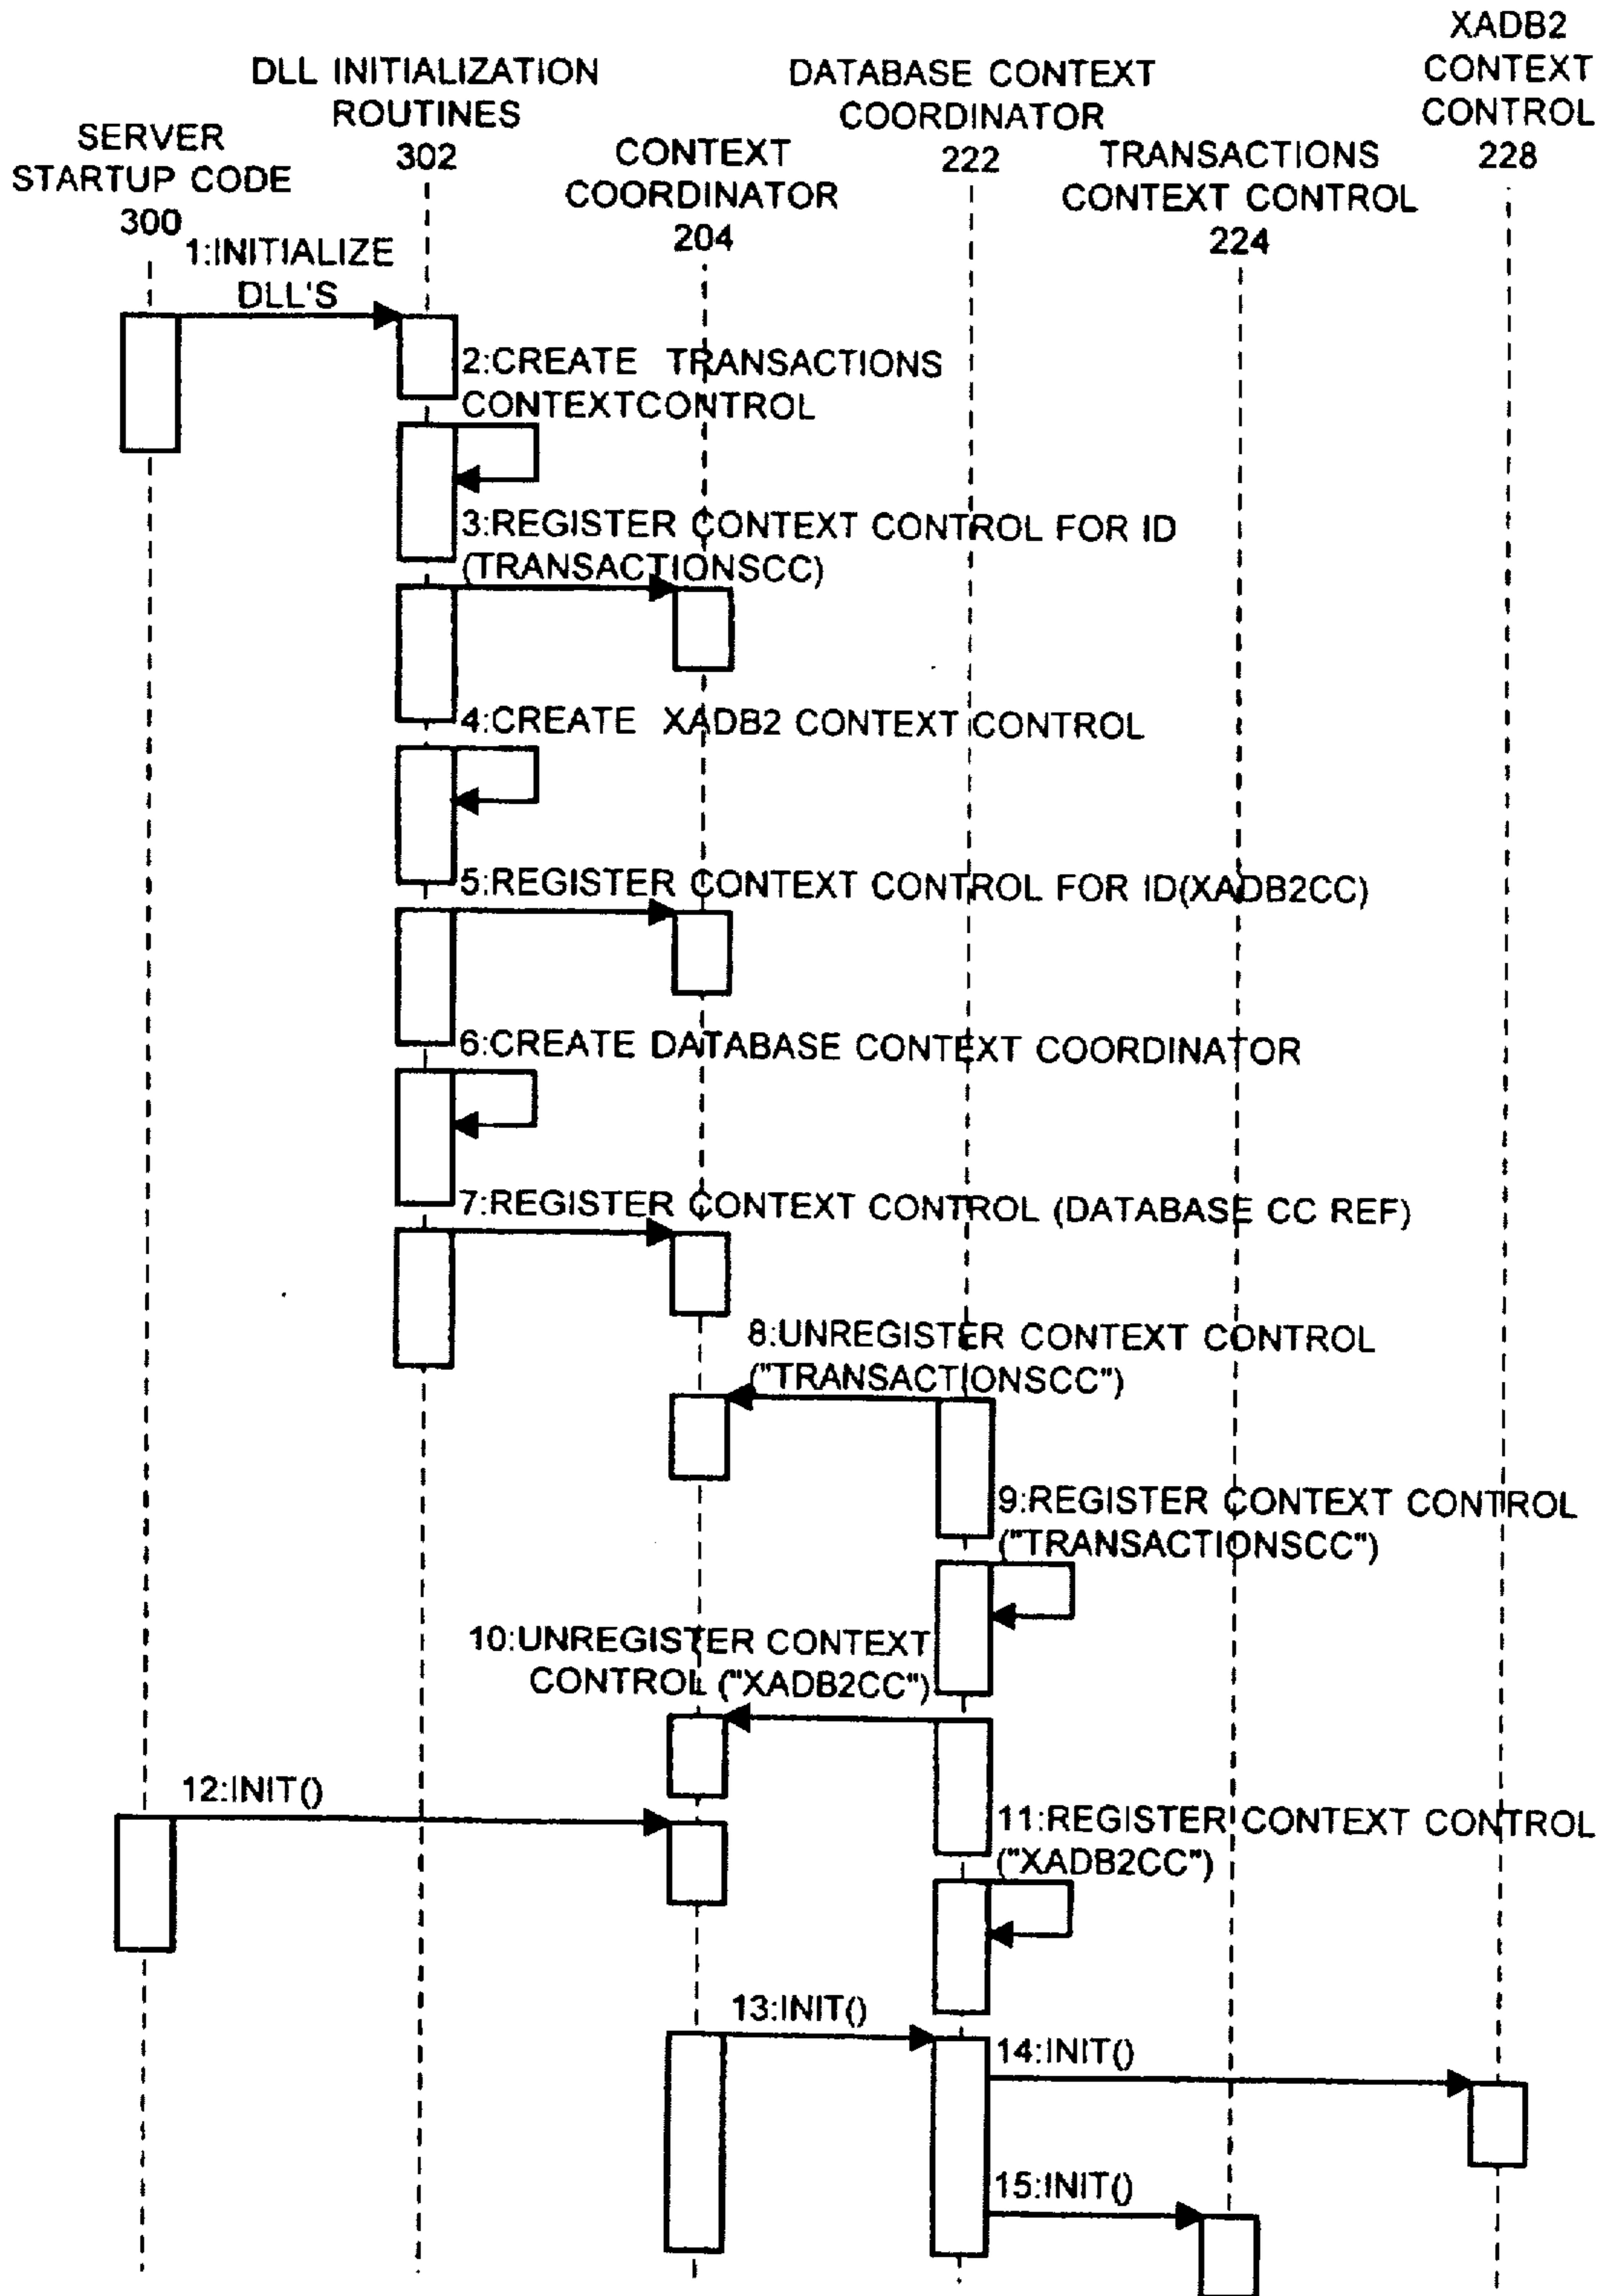 SERVER
STARTUP CODE
300
DLL INITIALIZATION
ROUTINES
302
CONTEXT
COORDINATOR
204
DATABASE CONTEXT
COORDINATOR
222
TRANSACTIONS
CONTEXT CONTROL
224
XADB2
CONTEXT
CONTROL
228
1:INITIALIZE
DLL'S
2:CREATE TRANSACTIONS
CONTEXTCONTROL
3:REGISTER CONTEXT CONTROL FOR ID
(TRANSACTIONSCC)
4:CREATE XADB2 CONTEXT CONTROL
5:REGISTER CONTEXT CONTROL FOR ID(XADB2CC)
6:CREATE DATABASE CONTEXT COORDINATOR
7:REGISTER CONTEXT CONTROL (DATABASE CC REF)
8:UNREGISTER CONTEXT CONTROL
("TRANSACTIONSCC")
9:REGISTER CONTEXT CONTROL
("TRANSACTIONSCC")
10:UNREGISTER CONTEXT
CONTROL ("XADB2CC")
12:INIT()
11:REGISTER CONTEXT CONTROL
("XADB2CC")
13:INIT()
14:INIT()
15:INIT()